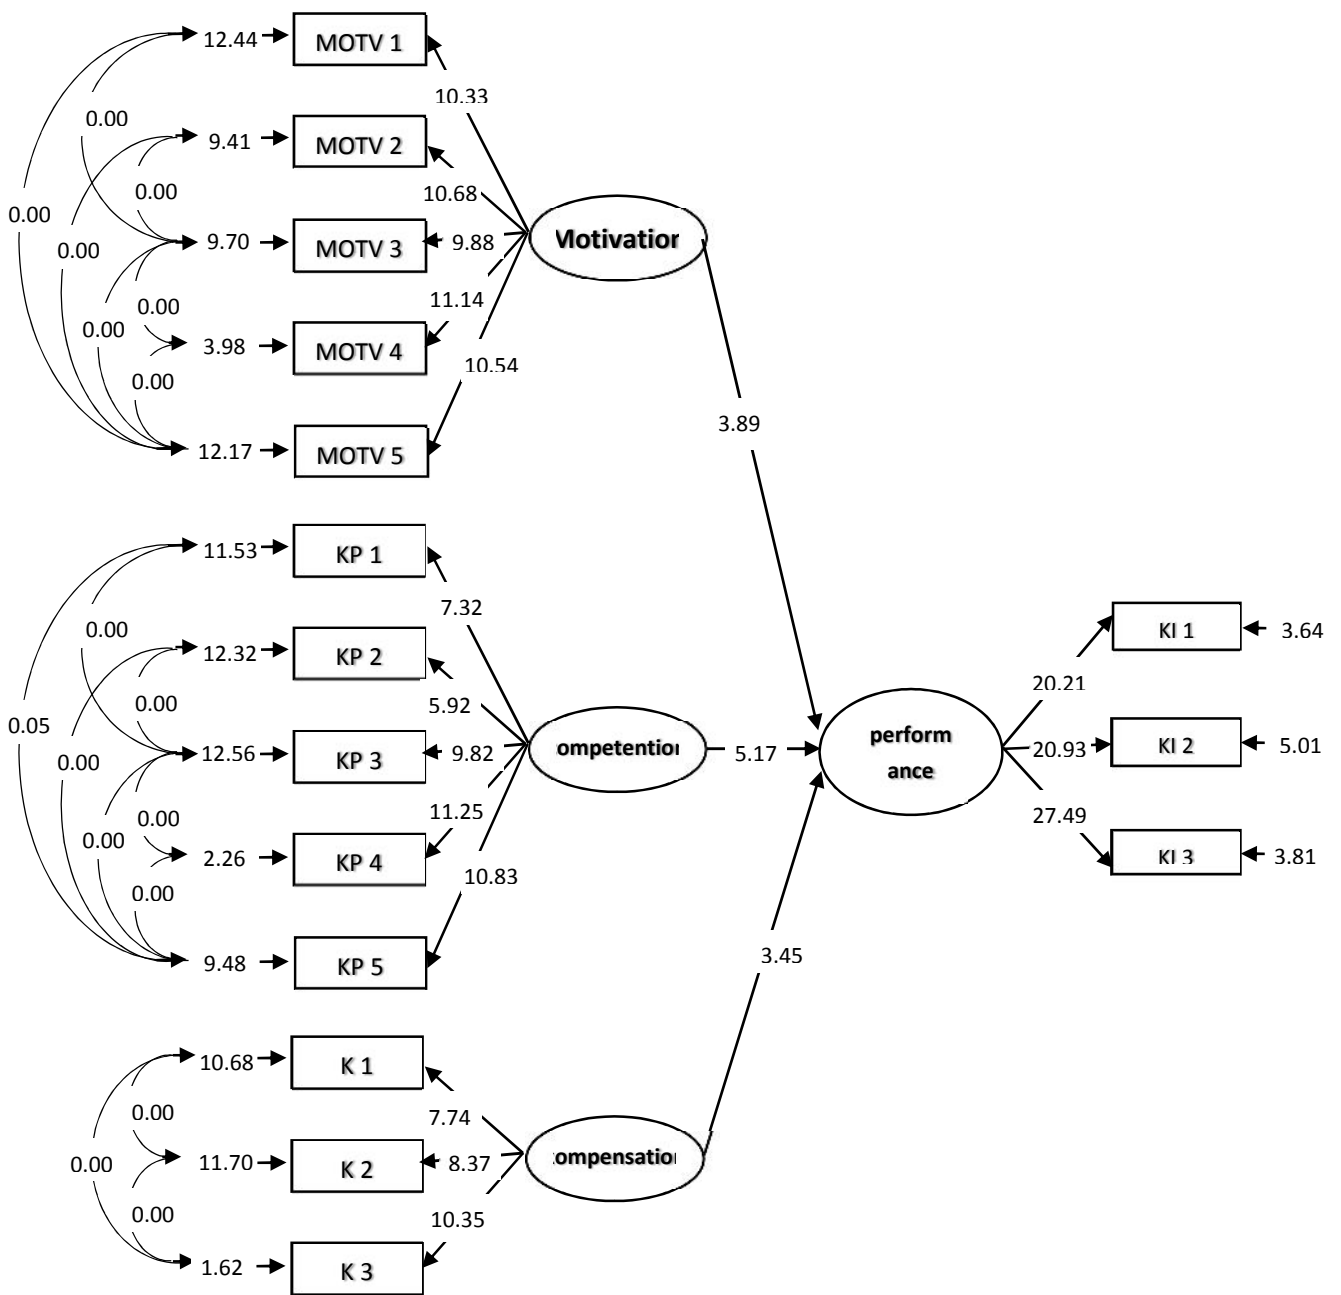 12.44
MOTV 1
10.33
0.00
9.41
MOTV 2
10.68
0.00
0.00
9.70
MOTV 3
9.88
Motivation
0.00
0.00
11.14
0.00
3.98
MOTV 4
10.54
0.00
3.89
12.17
MOTV 5
11.53
KP 1
7.32
0.00
12.32
KP 2
5.92
0.00
0.05
12.56
KP 3
9.82
ompetention
5.17
perform
ance
0.00
0.00
11.25
0.00
2.26
KP 4
10.83
0.00
9.48
KP 5
3.45
KI 1
3.64
20.21
20.93
KI 2
5.01
27.49
KI 3
3.81
10.68
K 1
7.74
0.00
0.00
11.70
K 2
8.37
ompensation
0.00
10.35
1.62
K 3